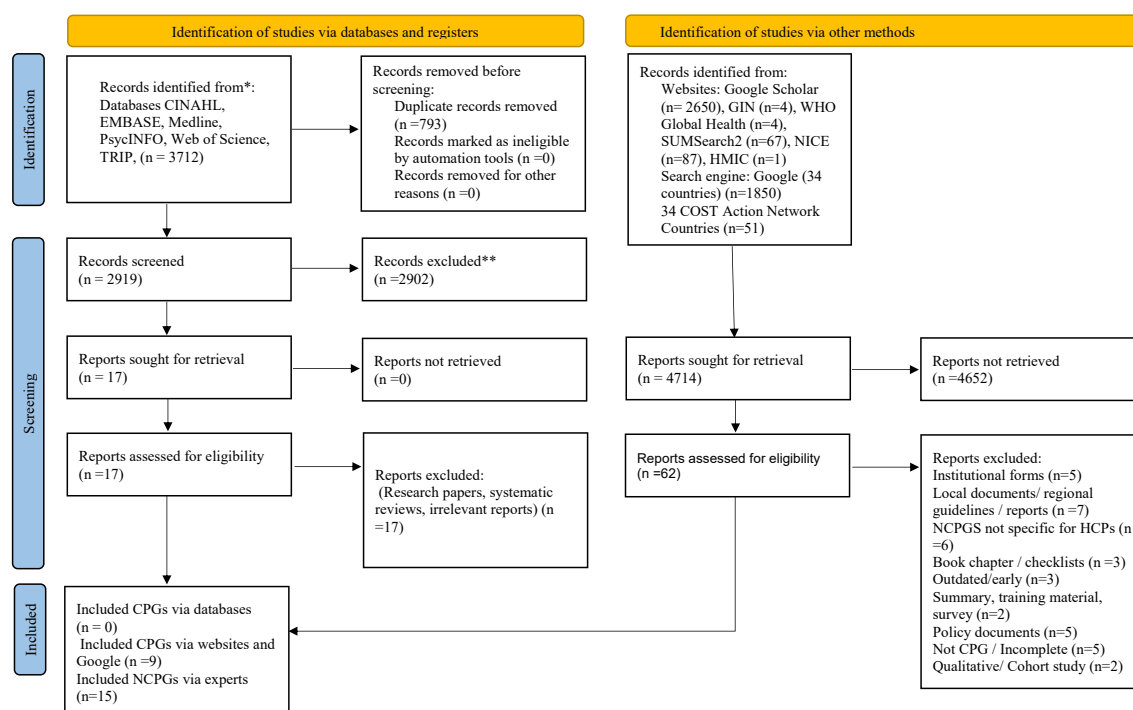 Identification of studies via databases and registers
Identification of studies via other methods
Identification
Records identified from*:
Databases CINAHL,
EMBASE, Medline,
PsycINFO, Web of Science,
TRIP, (n = 3712)
Records removed before
screening:
Duplicate records removed
(n =793)
Records marked as ineligible
by automation tools (n =0)
Records removed for other
reasons (n =0)
Records identified from:
Websites: Google Scholar
(n= 2650), GIN (n=4), WHO
Global Health (n=4),
SUMSearch2 (n=67), NICE
(n=87), HMIC (n=1)
Search engine: Google (34
countries) (n=1850)
34 COST Action Network
Countries (n=51)
Screening
Records screened
(n = 2919)
Records excluded**
(n =2902)
Reports sought for retrieval
(n = 17)
Reports not retrieved
(n =0)
Reports sought for retrieval
(n = 4714)
Reports not retrieved
(n =4652)
Reports assessed for eligibility
(n =17)
Reports excluded:
(Research papers, systematic
reviews, irrelevant reports) (n
=17)
Reports assessed for eligibility
(n =62)
Reports excluded:
Institutional forms (n=5)
Local documents/ regional
guidelines / reports (n =7)
NCPGS not specific for HCPs (n
=6)
Book chapter / checklists (n =3)
Outdated/early (n=3)
Summary, training material,
survey (n=2)
Policy documents (n=5)
Not CPG / Incomplete (n=5)
Qualitative/ Cohort study (n=2)
Included
Included CPGs via databases
(n = 0)
Included CPGs via websites and
Google (n =9)
Included NCPGs via experts
(n=15)